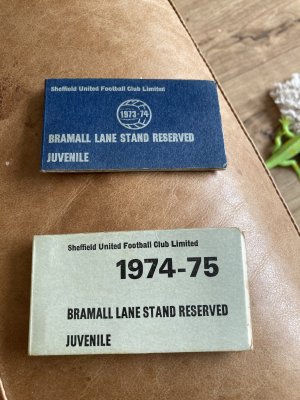 Sheffield United Football Club Limited
1973-74
BRAMALL LANE STAND RESERVED
JUVENILE
Sheffield United Football Club Limited
1974-75
BRAMALL LANE STAND RESERVED
JUVENILE